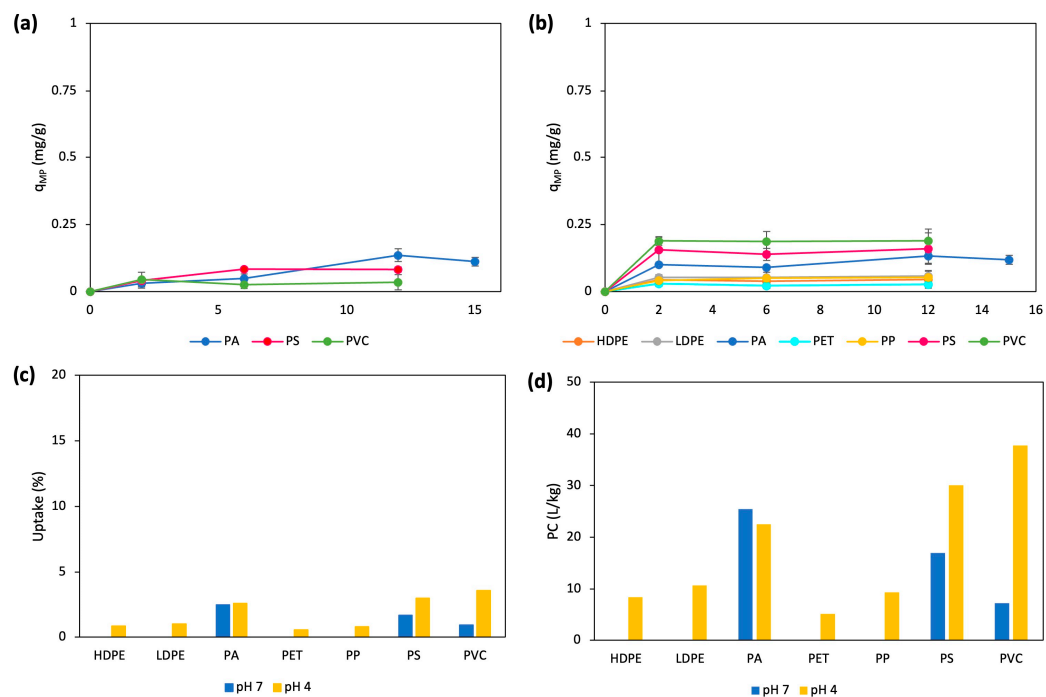 (a)
1
0.75
0.5
0.25
0
q_MP (mg/g)
0 5 10 15
PA PS PVC
(b)
1
0.75
0.5
0.25
0
q_MP (mg/g)
0 2 4 6 8 10 12 14 16
HDPE LDPE PA PET PP PS PVC
(c)
20
15
10
5
0
Uptake (%)
HDPE LDPE PA PET PP PS PVC
pH 7 pH 4
(d)
50
40
30
20
10
0
PC (L/kg)
HDPE LDPE PA PET PP PS PVC
pH 7 pH 4